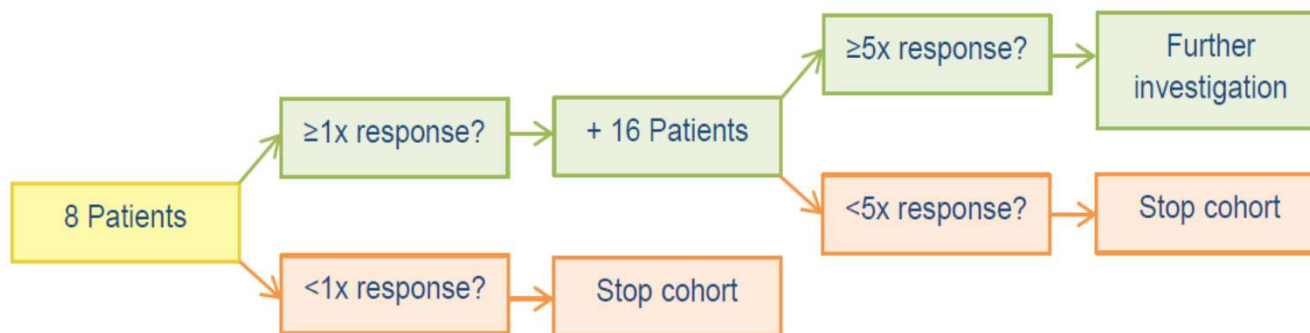 8 Patients
≥1x response?
<1x response?
+ 16 Patients
Stop cohort
≥5x response?
<5x response?
Further
investigation
Stop cohort